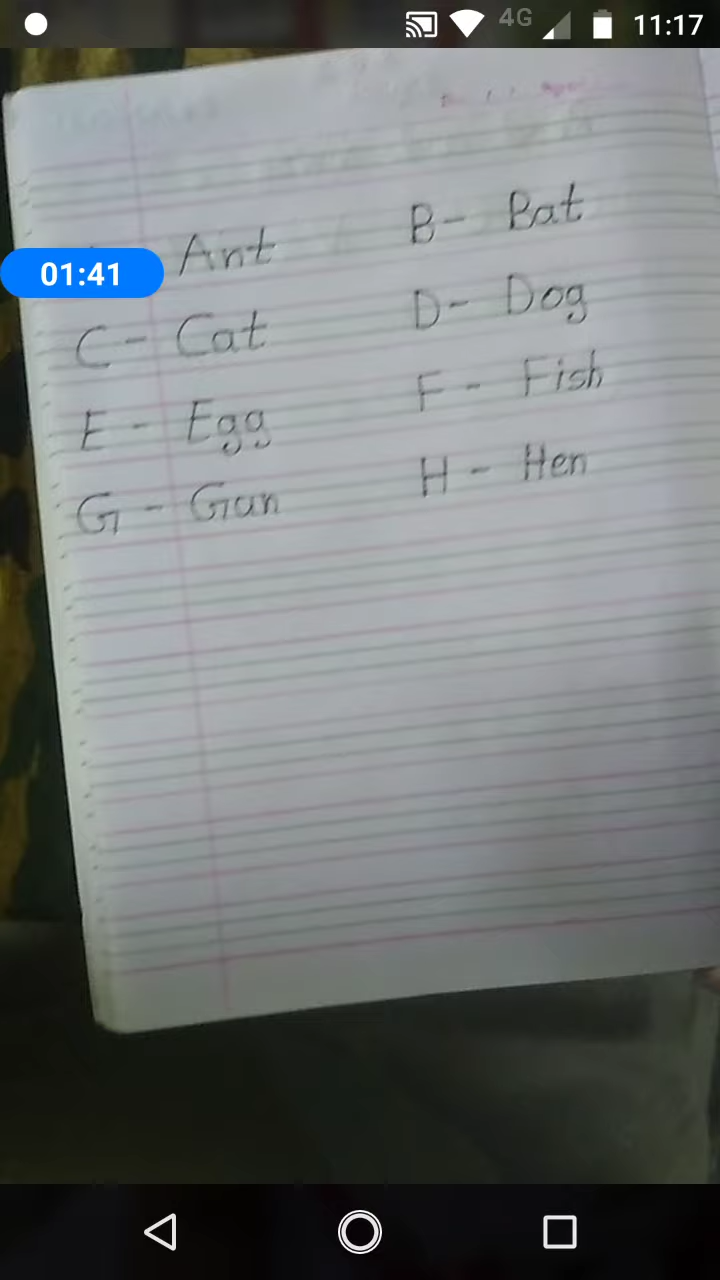 4G 11:17
Ant B- Bat
01:41
C- Cat D- Dog
E - Egg F - Fish
G - Gun H - Hen